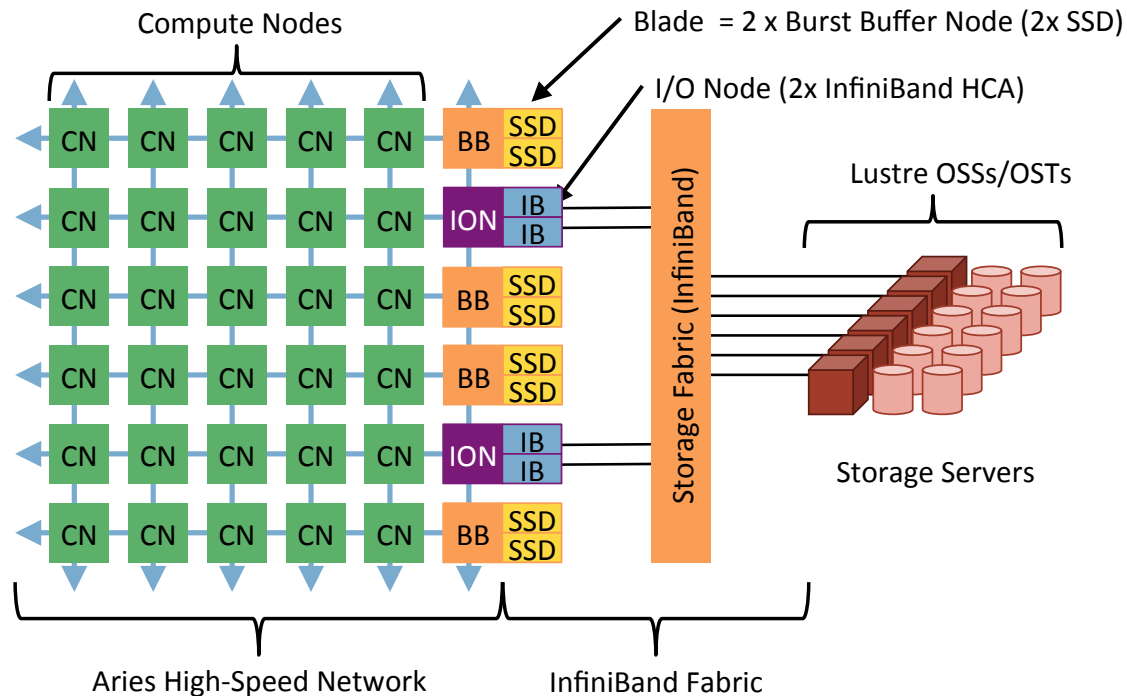 Compute Nodes
Blade = 2 x Burst Buffer Node (2x SSD)
I/O Node (2x InfiniBand HCA)
Lustre OSSs/OSTs
CN CN CN CN CN BB SSD
SSD
CN CN CN CN CN ION IB
IB
CN CN CN CN CN BB SSD
SSD
CN CN CN CN CN BB SSD
SSD
CN CN CN CN CN ION IB
IB
CN CN CN CN CN BB SSD
SSD
Storage Fabric (InfiniBand)
Storage Servers
Aries High-Speed Network
InfiniBand Fabric